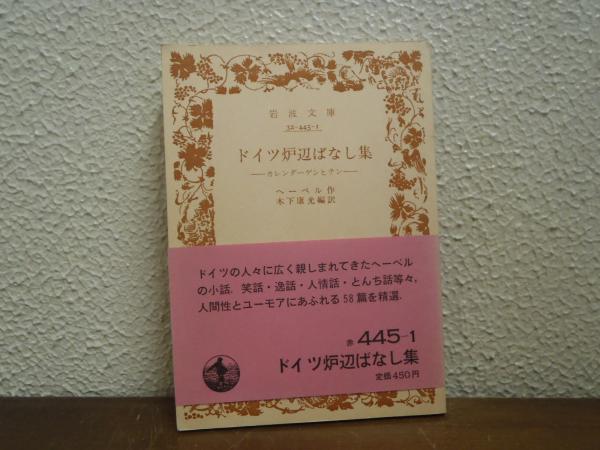 岩波文庫
32-445-1
ドイツ炉辺ばなし集
──カレンダーゲシヒテン──
ヘーベル作
木下康光編訳
ドイツの人々に広く親しまれてきたヘーベル
の小話. 笑話・逸話・人情話・とんち話等々,
人間性とユーモアにあふれる58篇を精選.
赤 445-1
ドイツ炉辺ばなし集
定価450円